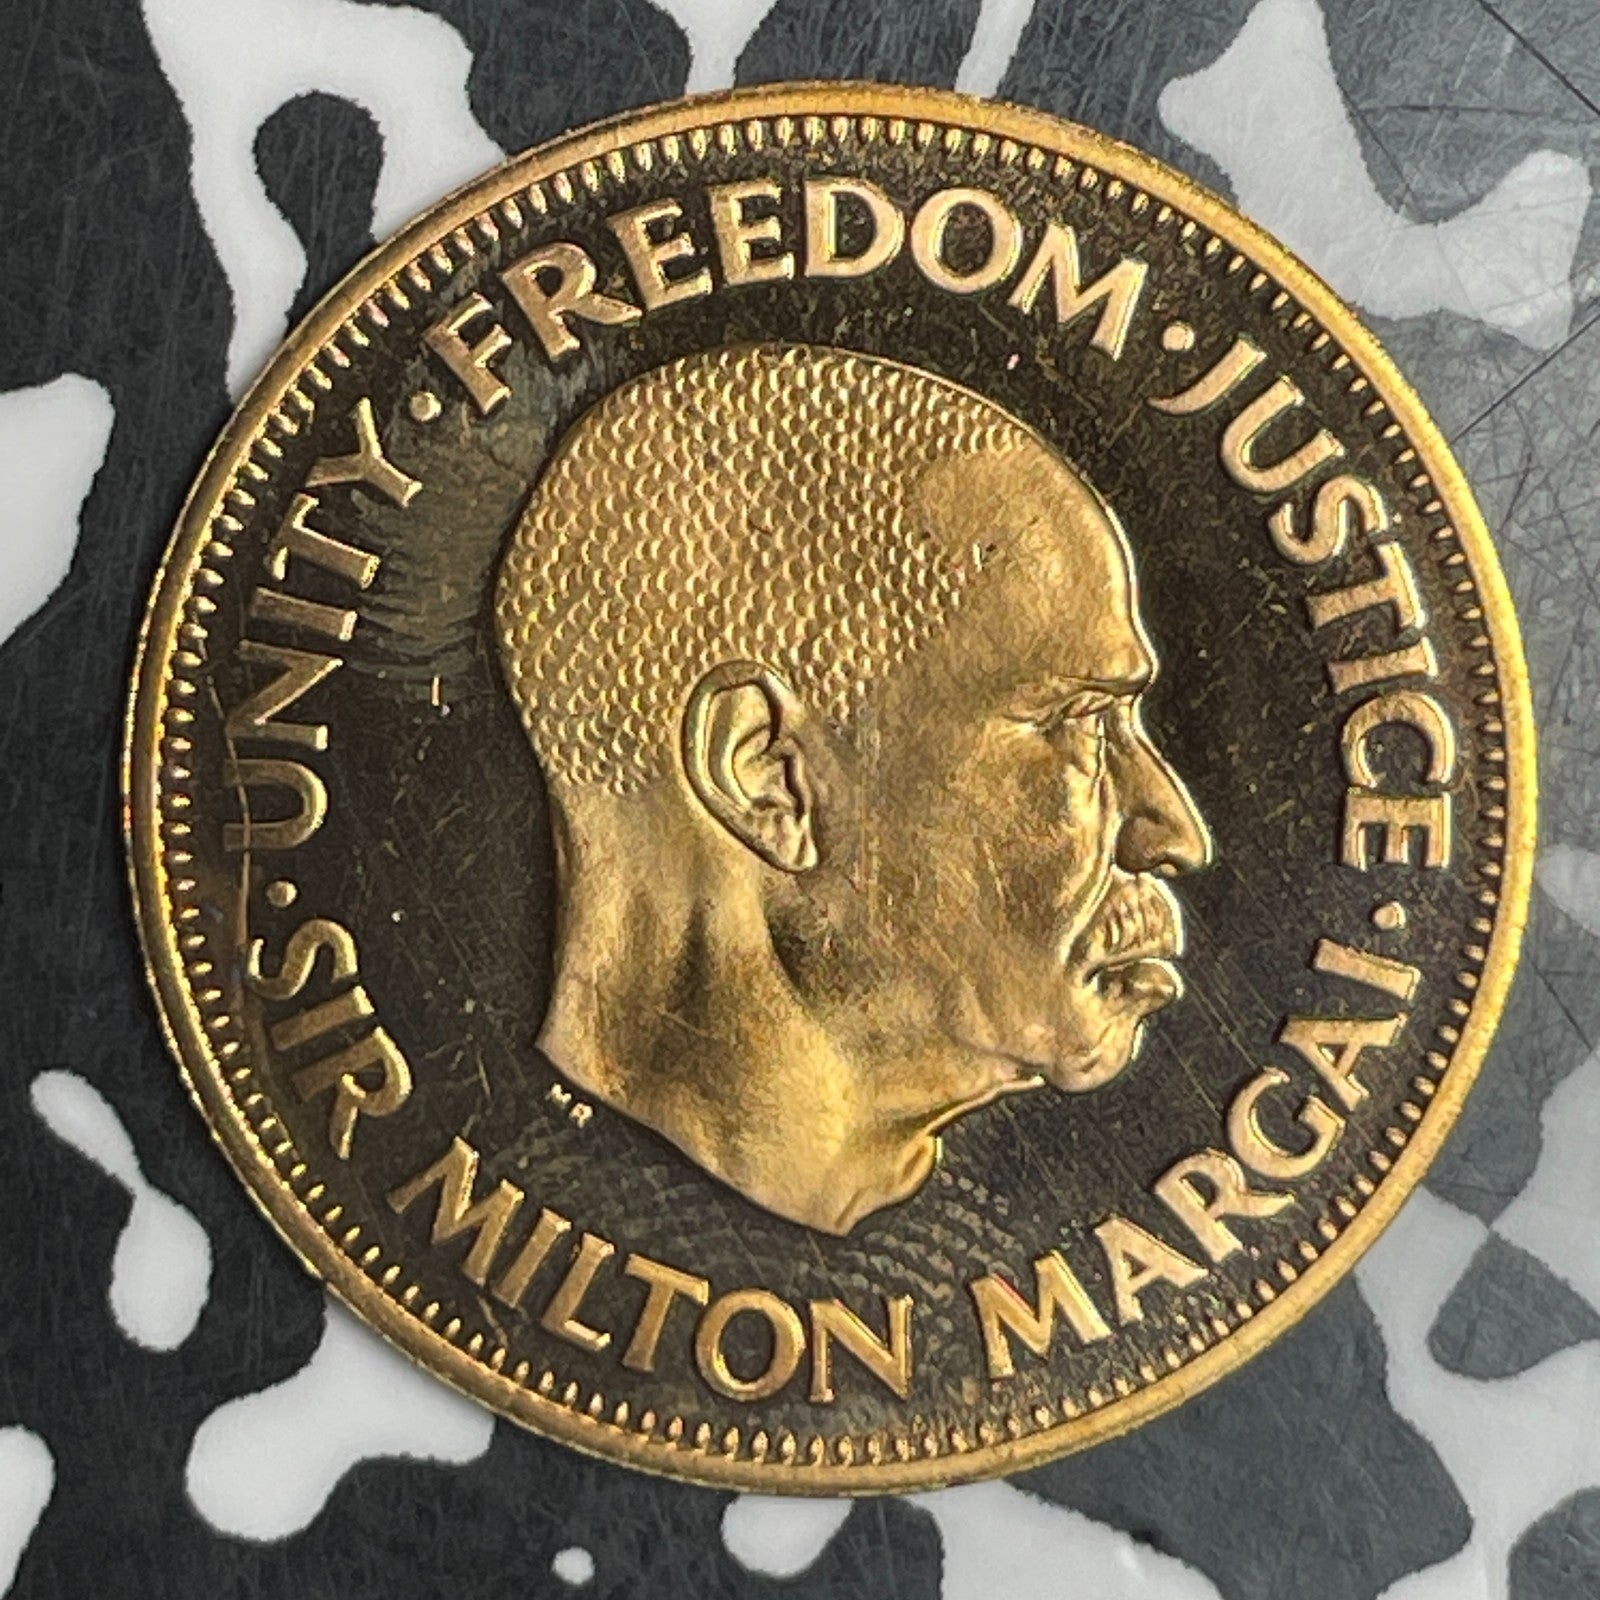 UNITY · FREEDOM · JUSTICE ·
SIR MILTON MARGAI ·
MR